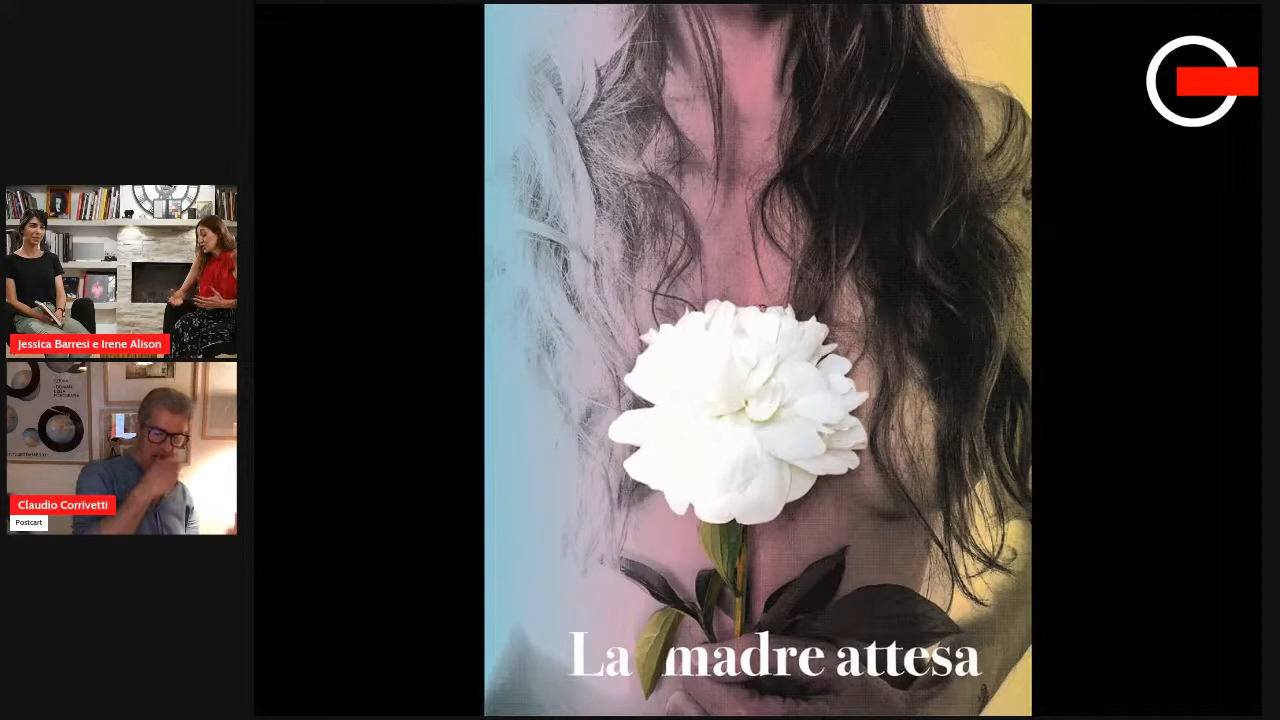 Jessica Barresi e Irene Alison
Claudio Corrivetti
Postcart
La madre attesa